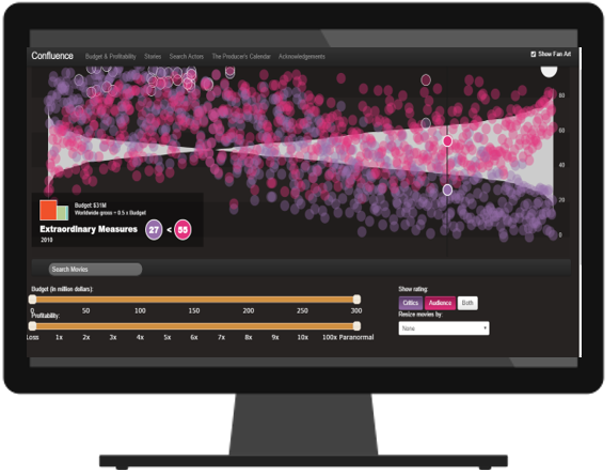 Confluence Budget & Profitability Stories Search Actors The Producer's Calendar Acknowledgements Show Fan Art
80
60
40
20
0
Budget $31M
Worldwide gross = 0.5 x Budget
Extraordinary Measures 27 < 55
2010
Search Movies
Budget (in million dollars)
0 50 100 150 200 250 300
Profitability:
Loss 1x 2x 3x 4x 5x 6x 7x 8x 9x 10x 100x Paranormal
Show rating:
Critics Audience Both
Resize movies by:
None